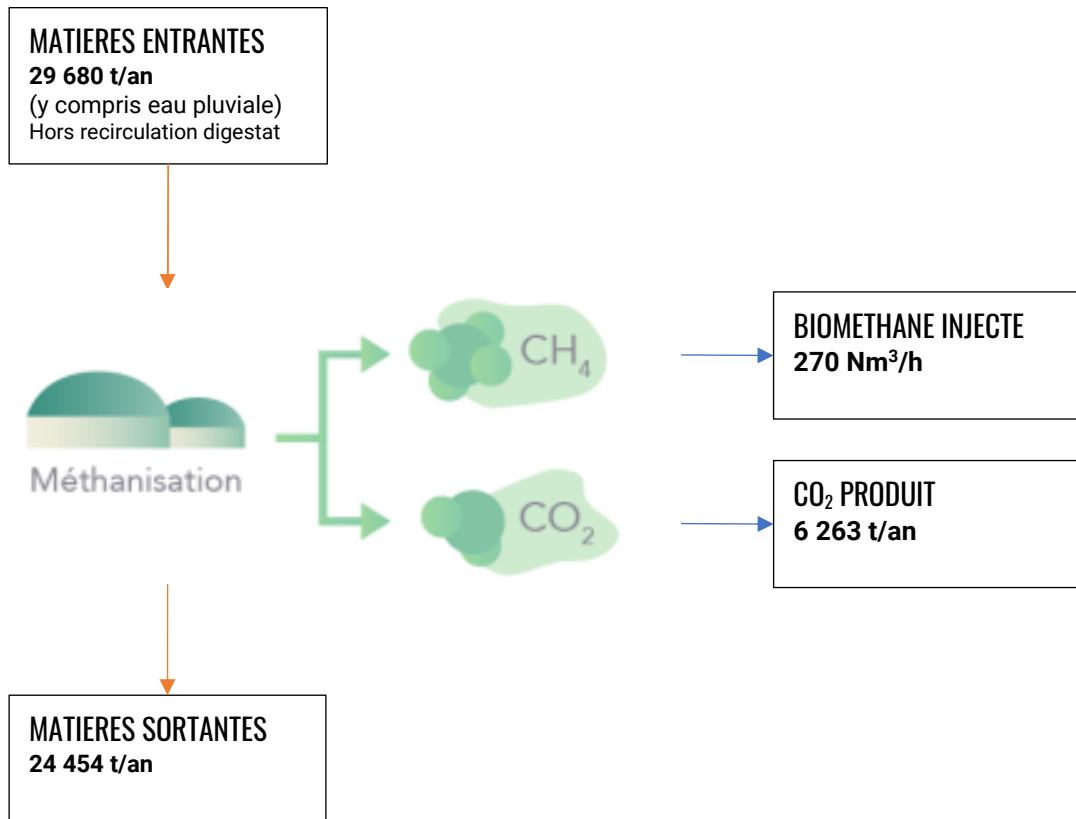 MATIERES ENTRANTES
29 680 t/an
(y compris eau pluviale)
Hors recirculation digestat
CH₄
BIOMETHANE INJECTE
270 Nm³/h
Méthanisation
CO₂
CO₂ PRODUIT
6 263 t/an
MATIERES SORTANTES
24 454 t/an